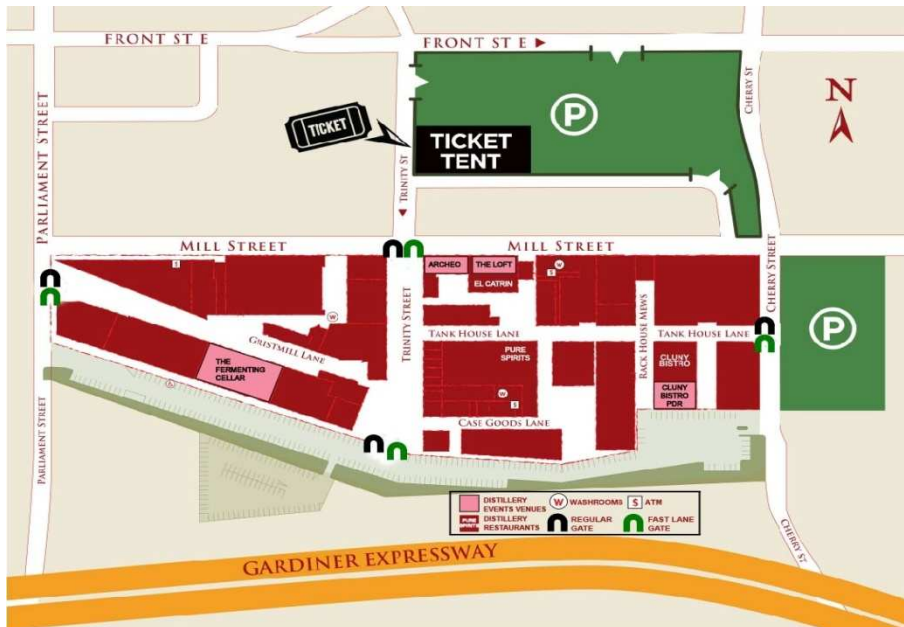 FRONT ST E
FRONT ST E
CHERRY ST
N
PARLIAMENT STREET
TICKET
P
TICKET
TENT
TRINITY ST
MILL STREET
MILL STREET
$
ARCHEO
THE LOFT
W
$
EL CATRIN
CHERRY STREET
W
TRINITY STREET
TANK HOUSE LANE
RACK HOUSE MEWS
TANK HOUSE LANE
P
GRISTMILL LANE
PURE
SPIRITS
CLUNY
BISTRO
THE
FERMENTING
CELLAR
W
$
CLUNY
BISTRO
PDR
CASE GOODS LANE
PARLIAMENT STREET
DISTILLERY
EVENTS VENUES
W WASHROOMS
$ ATM
PURE
SPIRITS
DISTILLERY
RESTAURANTS
REGULAR
GATE
FAST LANE
GATE
CHERRY ST
GARDINER EXPRESSWAY